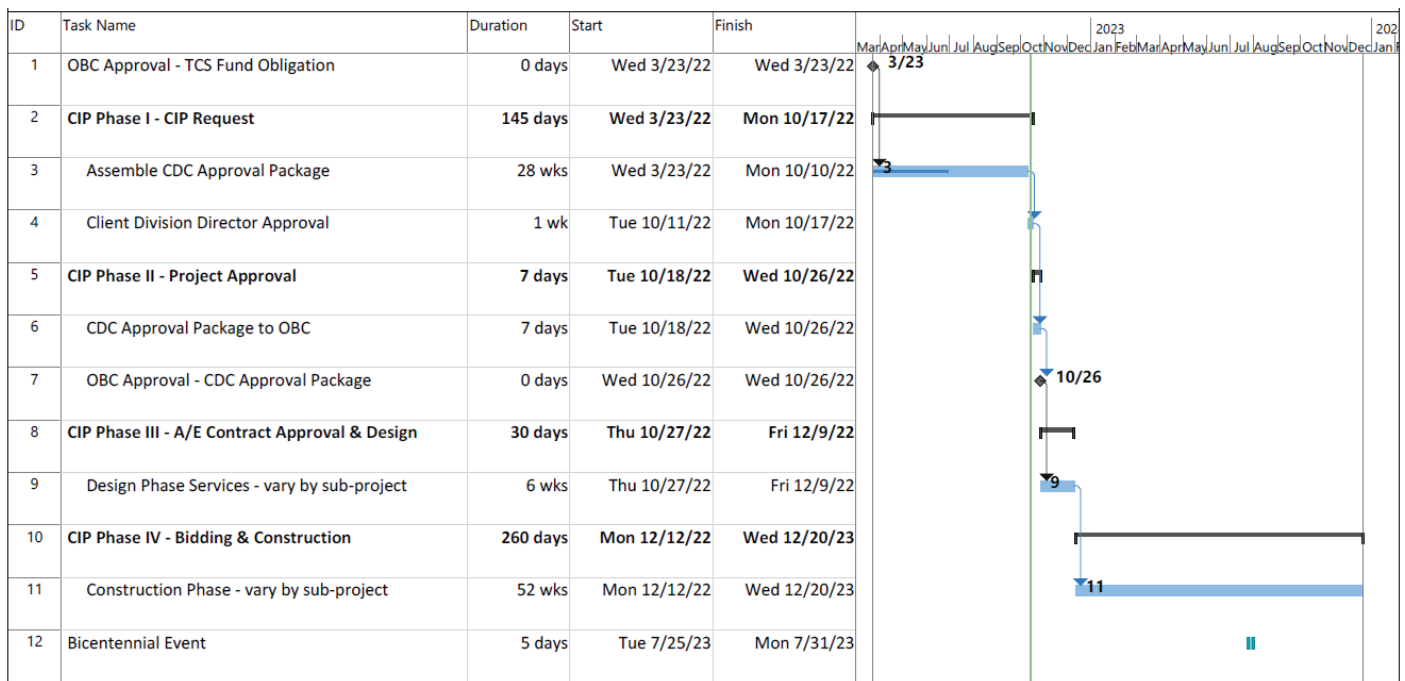 ID Task Name Duration Start Finish 2023 202
Mar Apr May Jun Jul Aug Sep Oct Nov Dec Jan Feb Mar Apr May Jun Jul Aug Sep Oct Nov Dec Jan
1 OBC Approval - TCS Fund Obligation 0 days Wed 3/23/22 Wed 3/23/22 3/23
2 CIP Phase I - CIP Request 145 days Wed 3/23/22 Mon 10/17/22
3 Assemble CDC Approval Package 28 wks Wed 3/23/22 Mon 10/10/22 3
4 Client Division Director Approval 1 wk Tue 10/11/22 Mon 10/17/22
5 CIP Phase II - Project Approval 7 days Tue 10/18/22 Wed 10/26/22
6 CDC Approval Package to OBC 7 days Tue 10/18/22 Wed 10/26/22
7 OBC Approval - CDC Approval Package 0 days Wed 10/26/22 Wed 10/26/22 10/26
8 CIP Phase III - A/E Contract Approval & Design 30 days Thu 10/27/22 Fri 12/9/22
9 Design Phase Services - vary by sub-project 6 wks Thu 10/27/22 Fri 12/9/22 9
10 CIP Phase IV - Bidding & Construction 260 days Mon 12/12/22 Wed 12/20/23
11 Construction Phase - vary by sub-project 52 wks Mon 12/12/22 Wed 12/20/23 11
12 Bicentennial Event 5 days Tue 7/25/23 Mon 7/31/23